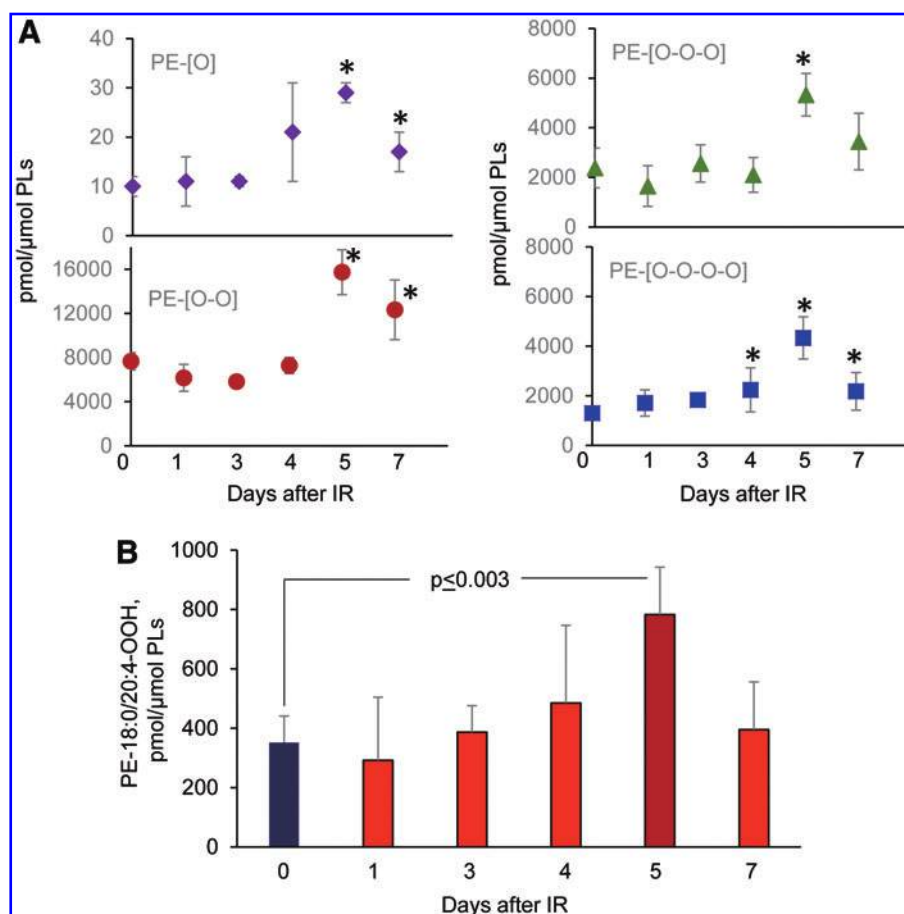 A
PE-[O]
40
30
20
10
0
*
*
pmol/µmol PLs
PE-[O-O]
16000
12000
8000
4000
0
*
*
0 1 3 4 5 7
Days after IR
PE-[O-O-O]
8000
6000
4000
2000
0
*
pmol/µmol PLs
PE-[O-O-O-O]
8000
6000
4000
2000
0
*
*
*
0 1 3 4 5 7
Days after IR
B
PE-18:0/20:4-OOH,
pmol/µmol PLs
1000
800
600
400
200
0
p≤0.003
0 1 3 4 5 7
Days after IR